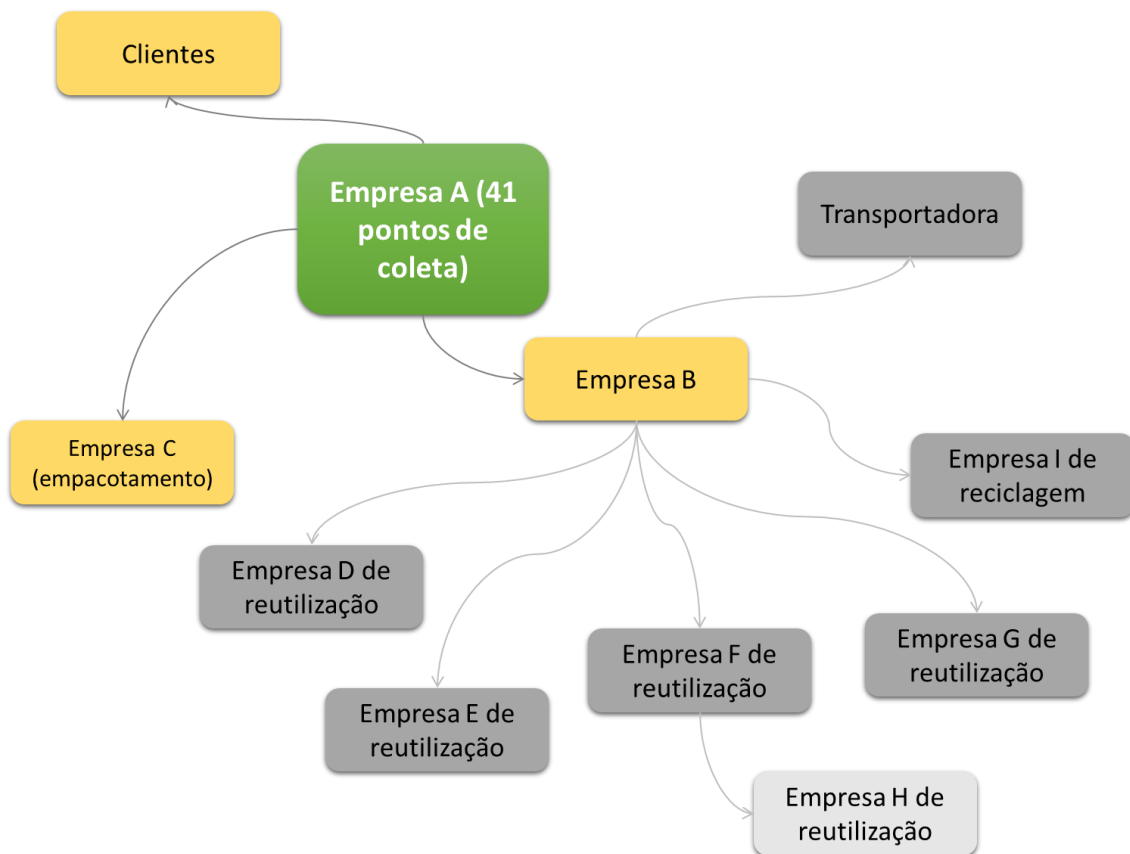 Clientes
Empresa A (41
pontos de
coleta)
Transportadora
Empresa B
Empresa C
(empacotamento)
Empresa I de
reciclagem
Empresa D de
reutilização
Empresa E de
reutilização
Empresa F de
reutilização
Empresa G de
reutilização
Empresa H de
reutilização